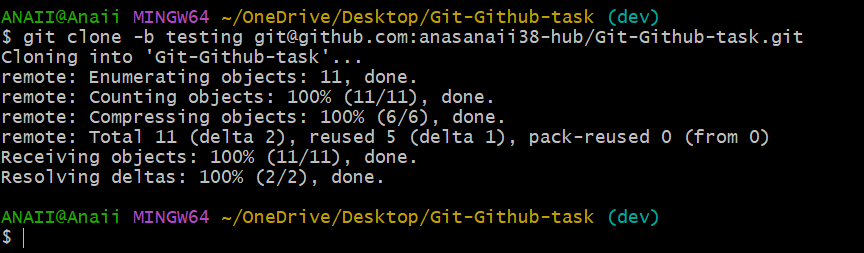 ANAII@Anaii MINGW64 ~/OneDrive/Desktop/Git-Github-task (dev)
$ git clone -b testing git@github.com:anasanaii38-hub/Git-Github-task.git
Cloning into 'Git-Github-task'...
remote: Enumerating objects: 11, done.
remote: Counting objects: 100% (11/11), done.
remote: Compressing objects: 100% (6/6), done.
remote: Total 11 (delta 2), reused 5 (delta 1), pack-reused 0 (from 0)
Receiving objects: 100% (11/11), done.
Resolving deltas: 100% (2/2), done.
ANAII@Anaii MINGW64 ~/OneDrive/Desktop/Git-Github-task (dev)
$